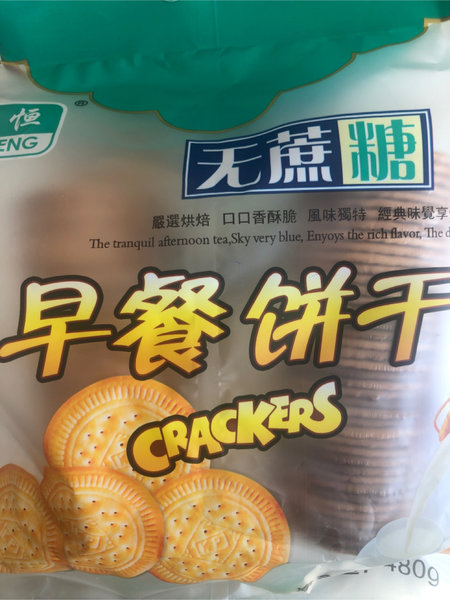 恒®
ENG
无蔗糖
嚴選烘焙 口口香酥脆 風味獨特 經典味覺享
The tranquil afternoon tea,Sky very blue, Enyoys the rich flavor, The d
早餐饼干
CRACKERS
480g